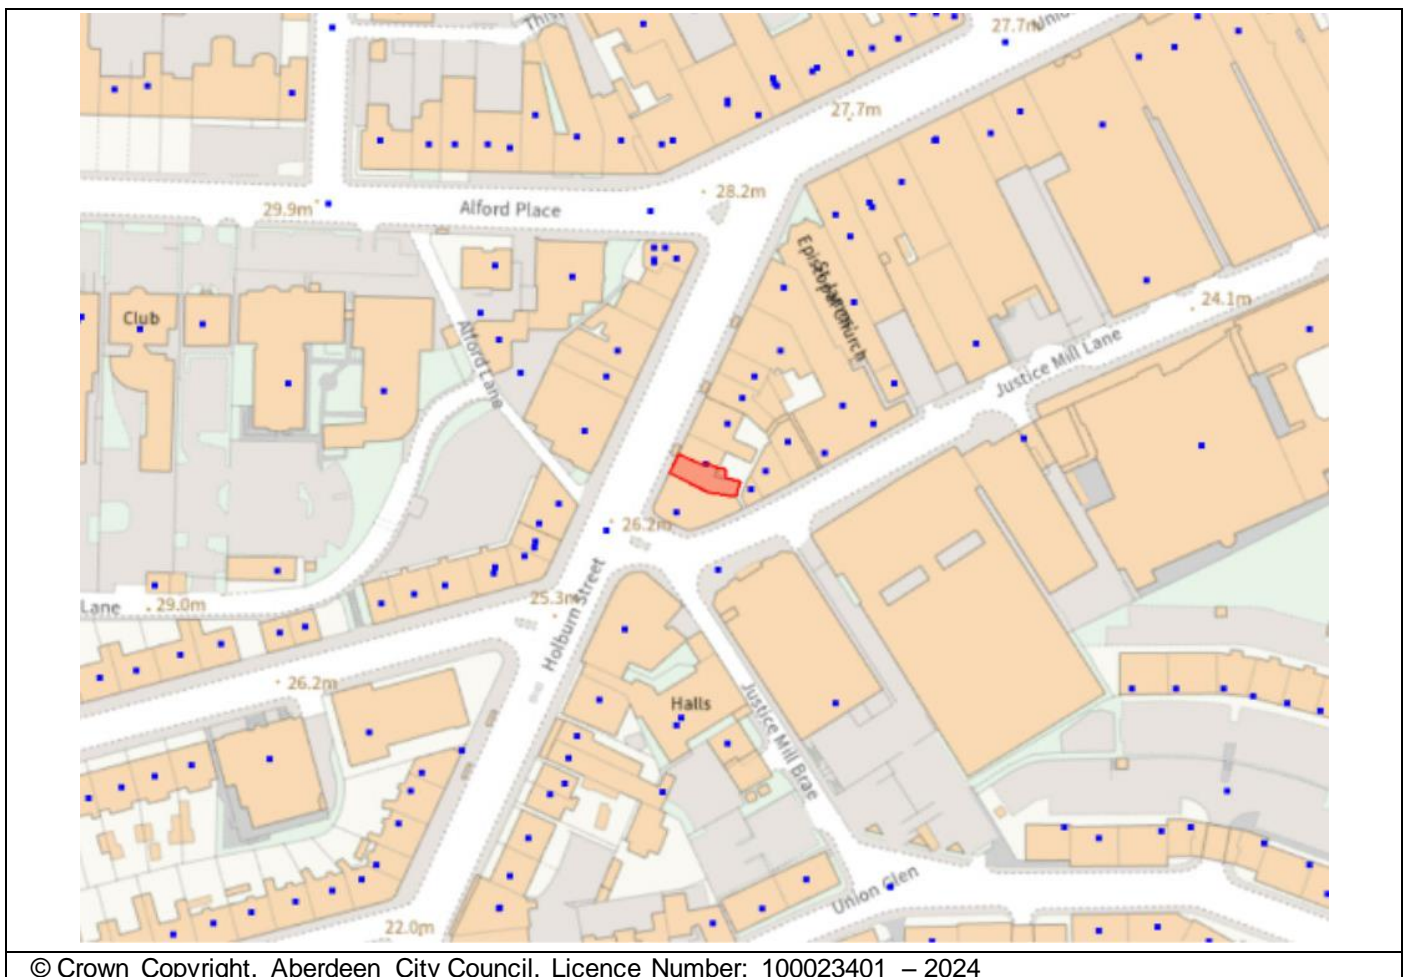 27.7m
27.7m
28.2m
29.9m
Alford Place
Episcopal Church
24.1m
Club
Alford Lane
Justice Mill Lane
26.2m
Lane
29.0m
25.3m
Holburn Street
26.2m
Halls
Justice Mill Brae
Union Glen
22.0m
© Crown Copyright. Aberdeen City Council. Licence Number: 100023401 – 2024